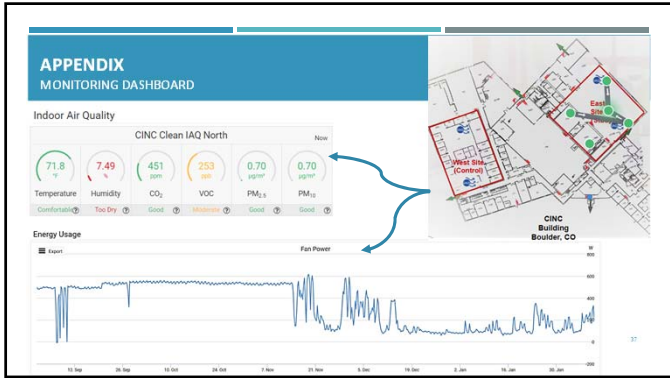 APPENDIX
MONITORING DASHBOARD
Indoor Air Quality
CINC Clean IAQ North
Now
71.8
°F
7.49
%
451
ppm
253
ppb
0.70
µg/m³
0.70
µg/m³
Temperature
Humidity
CO₂
VOC
PM₂.₅
PM₁₀
Comfortable
Too Dry
Good
Moderate
Good
Good
East
Site
West Site
(Control)
CINC
Building
Boulder, CO
Energy Usage
Export
Fan Power
W
800
600
400
200
0
-200
12. Sep
26. Sep
10. Oct
24. Oct
7. Nov
21. Nov
5. Dec
19. Dec
2. Jan
16. Jan
30. Jan
37